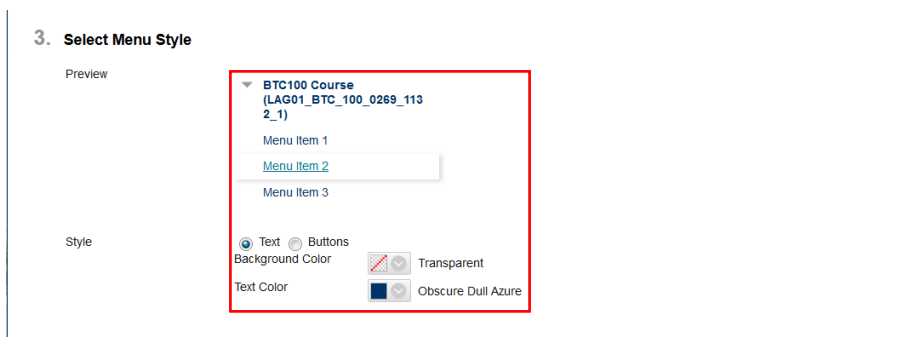 3. Select Menu Style
Preview
BTC100 Course
(LAG01_BTC_100_0269_113
2_1)
Menu Item 1
Menu Item 2
Menu Item 3
Style
Text Buttons
Background Color Transparent
Text Color Obscure Dull Azure